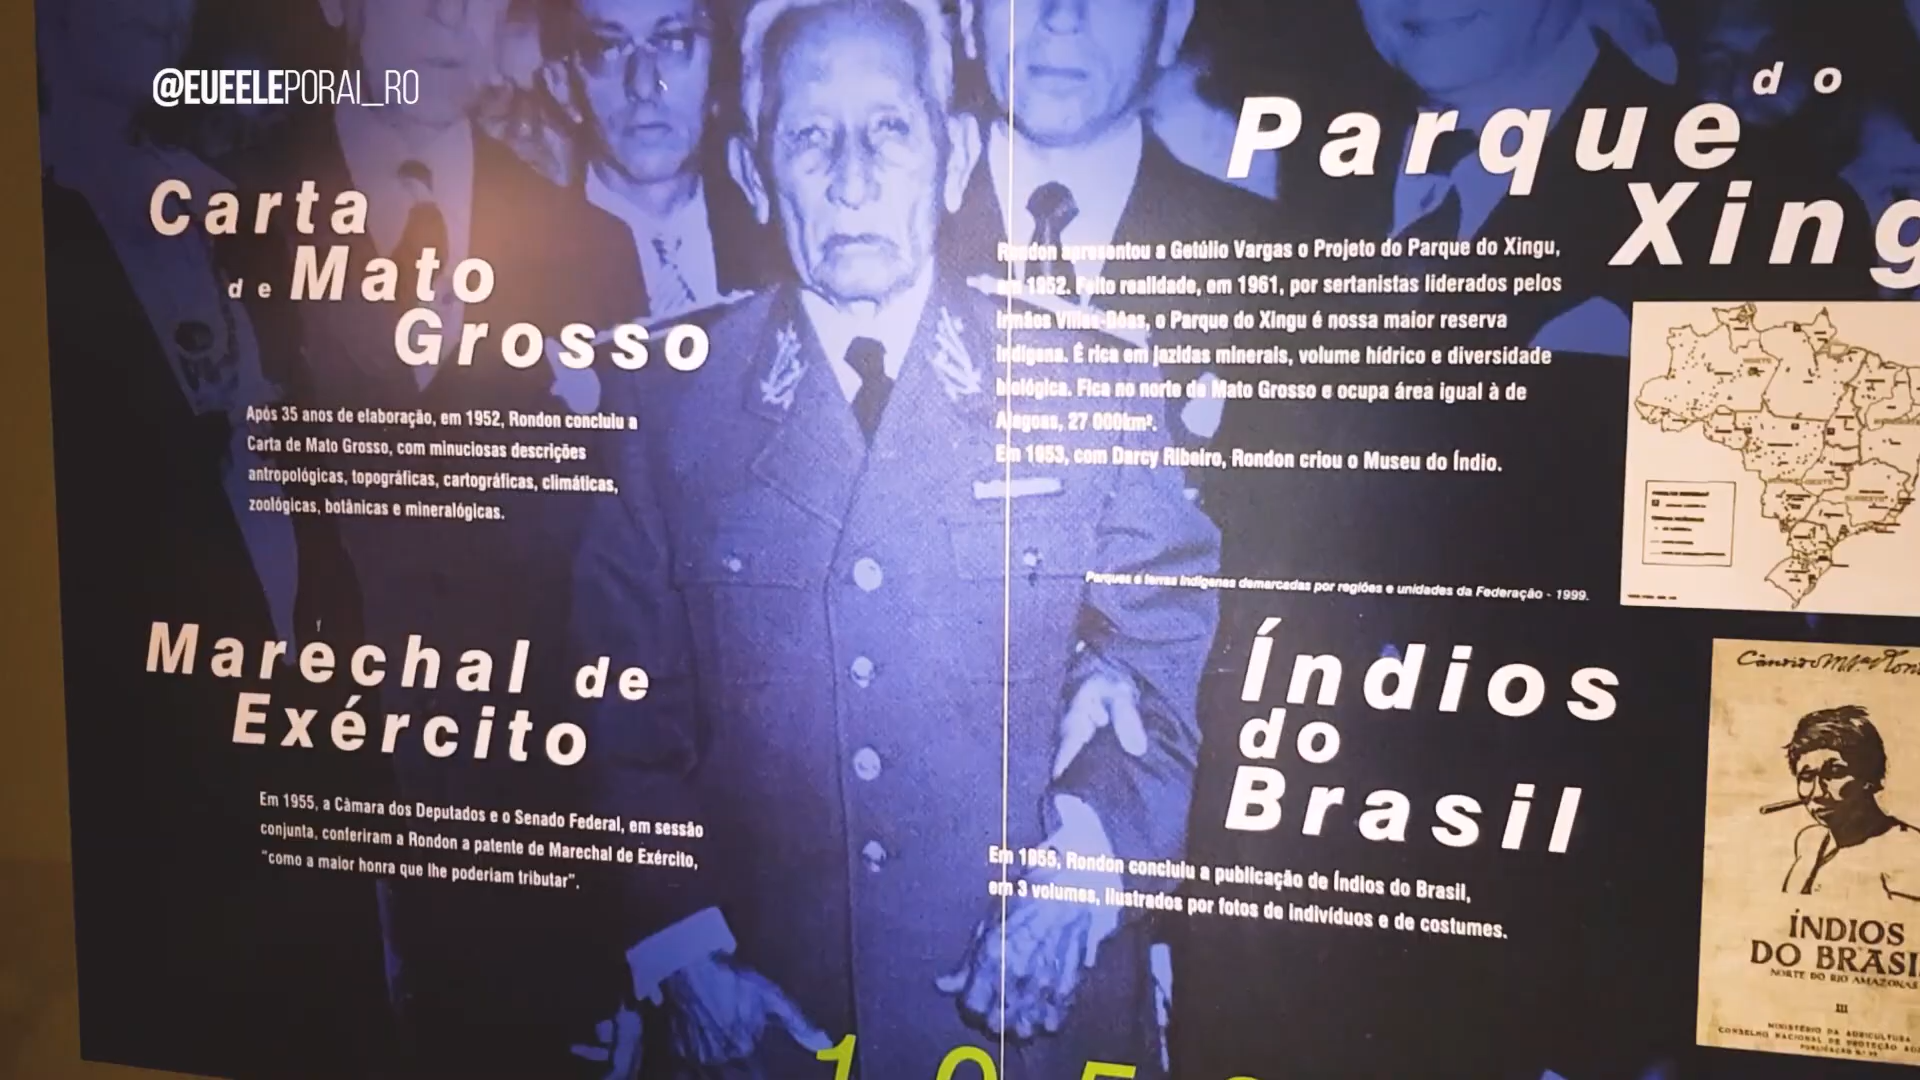 @EUEELEPORAI_RO
Carta
de Mato
Grosso
Após 35 anos de elaboração, em 1952, Rondon concluiu a
Carta de Mato Grosso, com minuciosas descrições
antropológicas, topográficas, cartográficas, climáticas,
zoológicas, botânicas e mineralógicas.
Marechal de
Exército
Em 1955, a Câmara dos Deputados e o Senado Federal, em sessão
conjunta, conferiram a Rondon a patente de Marechal de Exército,
"como a maior honra que lhe poderiam tributar".
Parque do
Xing
Rondon apresentou a Getúlio Vargas o Projeto do Parque do Xingu,
em 1952. Feito realidade, em 1961, por sertanistas liderados pelos
Irmãos Villas-Bôas, o Parque do Xingu é nossa maior reserva
indígena. É rica em jazidas minerais, volume hídrico e diversidade
biológica. Fica no norte de Mato Grosso e ocupa área igual à de
Alagoas, 27 000km².
Em 1953, com Darcy Ribeiro, Rondon criou o Museu do Índio.
Parques e terras indígenas demarcadas por regiões e unidades da Federação - 1999.
Índios
do
Brasil
Em 1955, Rondon concluiu a publicação de Índios do Brasil,
em 3 volumes, ilustrados por fotos de indivíduos e de costumes.
ÍNDIOS
DO BRASI
NORTE DO RIO AMAZONAS
III
MINISTÉRIO DA AGRICULTURA
CONSELHO NACIONAL DE PROTEÇÃO AOS
195